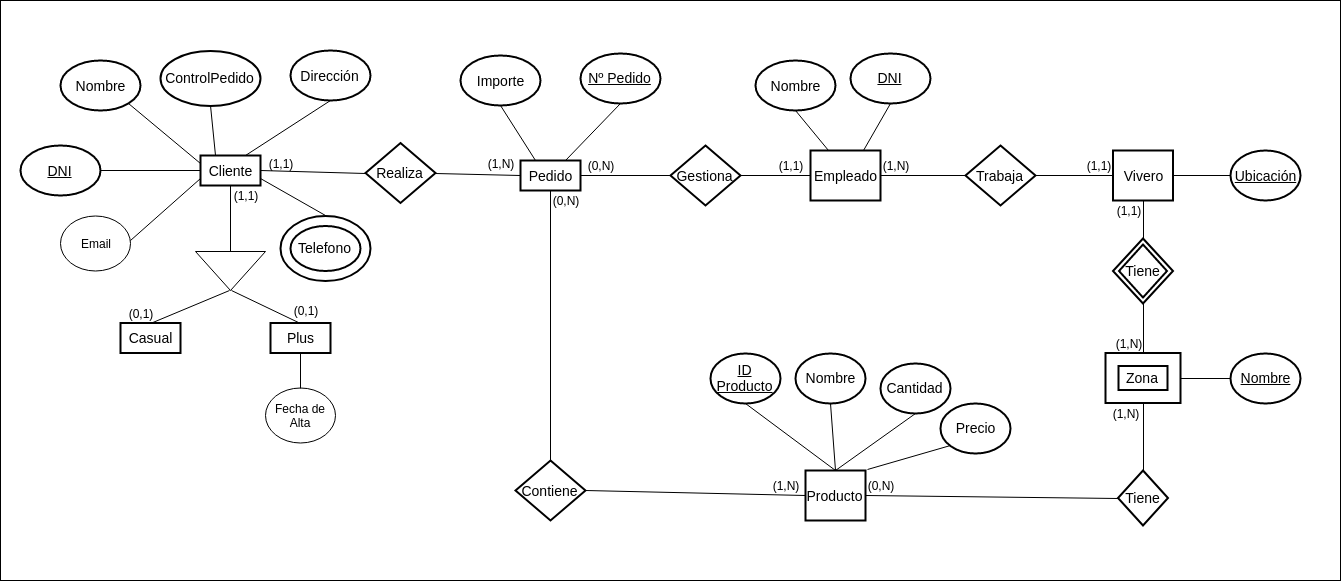 Nombre
ControlPedido
Dirección
Importe
Nº Pedido
Nombre
DNI
DNI
Cliente
(1,1)
Realiza
(1,N)
Pedido
(0,N)
Gestiona
(1,1)
Empleado
(1,N)
Trabaja
(1,1)
Vivero
Ubicación
(1,1)
(0,N)
(1,1)
Email
Telefono
Tiene
(0,1)
(0,1)
Casual
Plus
(1,N)
Zona
Nombre
ID
Producto
Nombre
Cantidad
Precio
Fecha de
Alta
(1,N)
Contiene
(1,N)
Producto
(0,N)
Tiene